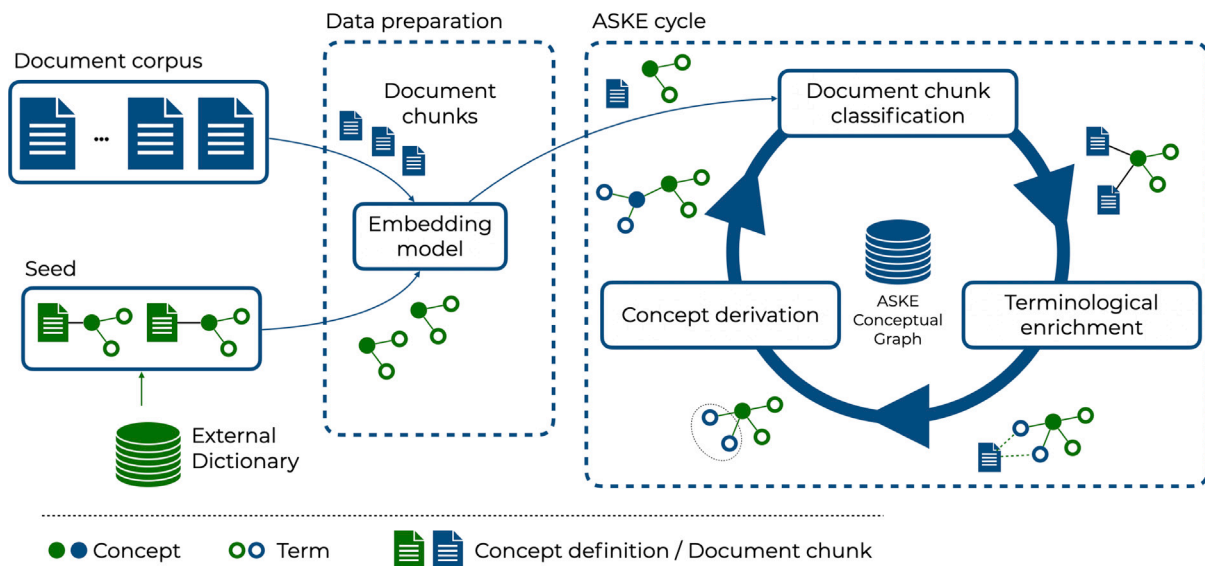 Data preparation
ASKE cycle
Document corpus
...
Document
chunks
Embedding
model
Seed
External
Dictionary
Document chunk
classification
Terminological
enrichment
Concept derivation
ASKE
Conceptual
Graph
Concept
Term
Concept definition / Document chunk